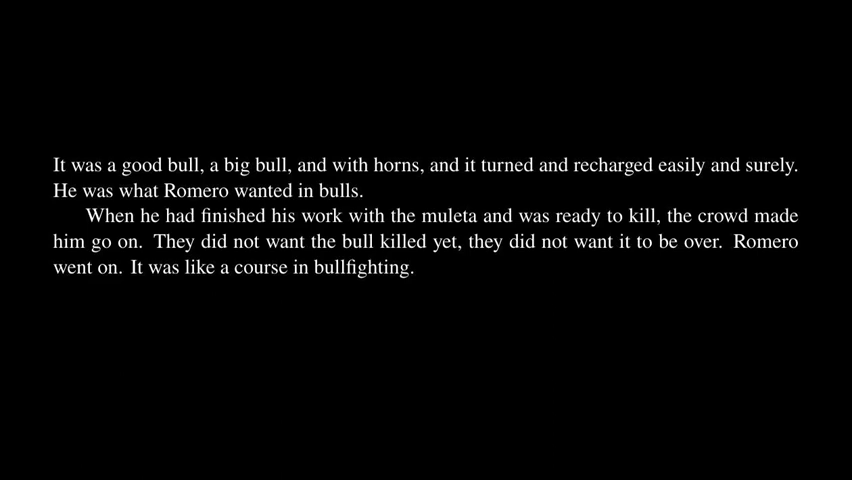 It was a good bull, a big bull, and with horns, and it turned and recharged easily and surely.
He was what Romero wanted in bulls.
When he had finished his work with the muleta and was ready to kill, the crowd made
him go on. They did not want the bull killed yet, they did not want it to be over. Romero
went on. It was like a course in bullfighting.